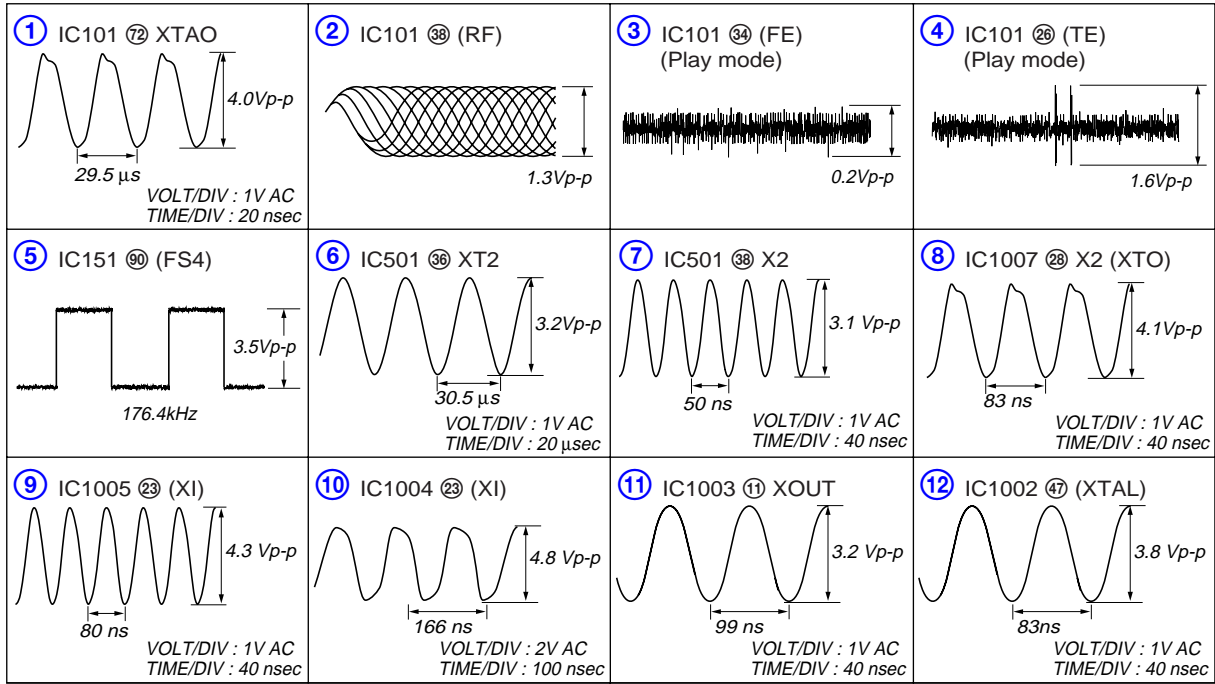 ① IC101 ㊆㊁ XTAO
4.0Vp-p
29.5 µs
VOLT/DIV : 1V AC
TIME/DIV : 20 nsec
② IC101 ㊳ (RF)
1.3Vp-p
③ IC101 ㉞ (FE)
(Play mode)
0.2Vp-p
④ IC101 ㉖ (TE)
(Play mode)
1.6Vp-p
⑤ IC151 (90) (FS4)
3.5Vp-p
176.4kHz
⑥ IC501 ㊱ XT2
3.2Vp-p
30.5 µs
VOLT/DIV : 1V AC
TIME/DIV : 20 µsec
⑦ IC501 ㊳ X2
3.1 Vp-p
50 ns
VOLT/DIV : 1V AC
TIME/DIV : 40 nsec
⑧ IC1007 ㉘ X2 (XTO)
4.1Vp-p
83 ns
VOLT/DIV : 1V AC
TIME/DIV : 40 nsec
⑨ IC1005 ㉓ (XI)
4.3 Vp-p
80 ns
VOLT/DIV : 1V AC
TIME/DIV : 40 nsec
⑩ IC1004 ㉓ (XI)
4.8 Vp-p
166 ns
VOLT/DIV : 2V AC
TIME/DIV : 100 nsec
⑪ IC1003 ⑪ XOUT
3.2 Vp-p
99 ns
VOLT/DIV : 1V AC
TIME/DIV : 40 nsec
⑫ IC1002 ㊼ (XTAL)
3.8 Vp-p
83ns
VOLT/DIV : 1V AC
TIME/DIV : 40 nsec